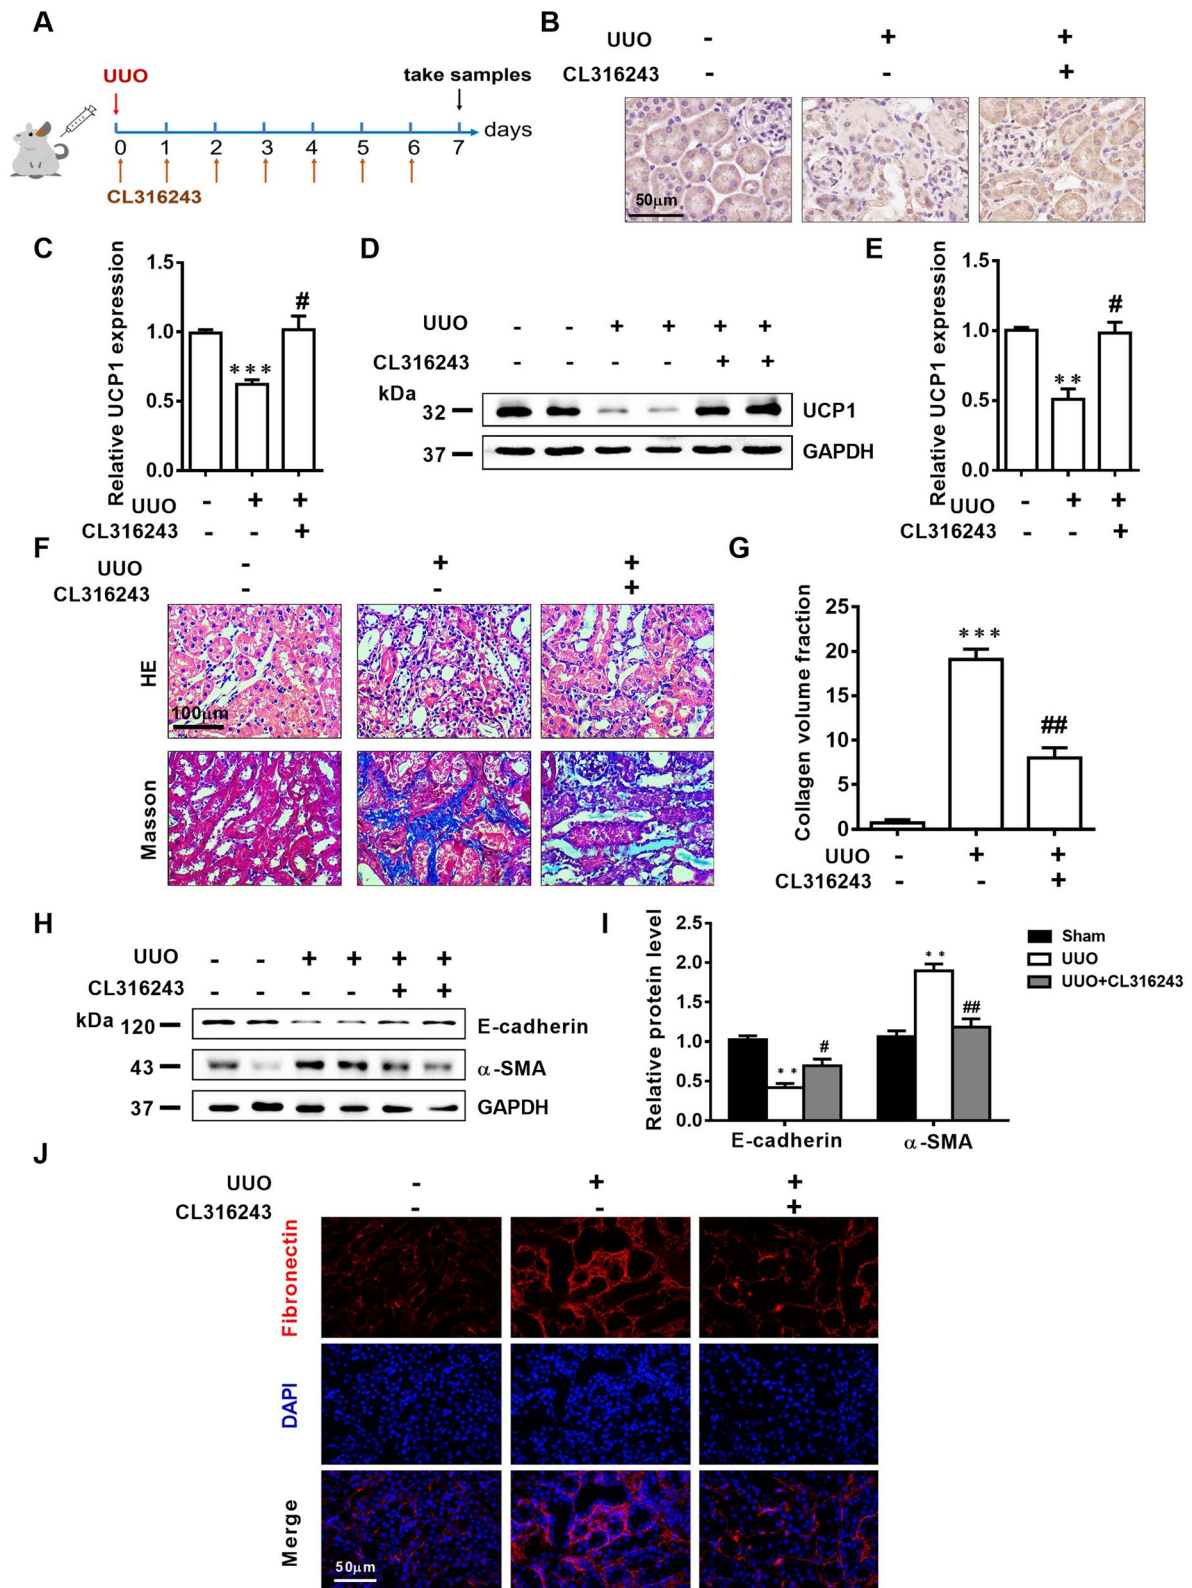 A
UUO
take samples
0 1 2 3 4 5 6 7 days
CL316243
B
UUO - + +
CL316243 - - +
50μm
C
Relative UCP1 expression
1.5
1.0
0.5
0.0
***
#
UUO - + +
CL316243 - - +
D
UUO - - + + + +
CL316243 - - - - + +
kDa
32 UCP1
37 GAPDH
E
Relative UCP1 expression
1.5
1.0
0.5
0.0
**
#
UUO - + +
CL316243 - - +
F
UUO - + +
CL316243 - - +
HE
100μm
Masson
G
Collagen volume fraction
25
20
15
10
5
0
***
##
UUO - + +
CL316243 - - +
H
UUO - - + + + +
CL316243 - - - - + +
kDa 120 E-cadherin
43 α-SMA
37 GAPDH
I
Relative protein level
2.5
2.0
1.5
1.0
0.5
0.0
**
#
**
##
E-cadherin α-SMA
Sham
UUO
UUO+CL316243
J
UUO - + +
CL316243 - - +
Fibronectin
DAPI
Merge
50μm